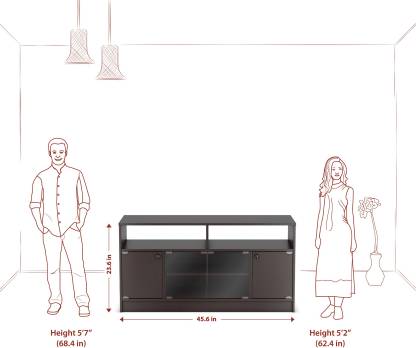 23.6 in
45.6 in
Height 5'7"
(68.4 in)
Height 5'2"
(62.4 in)